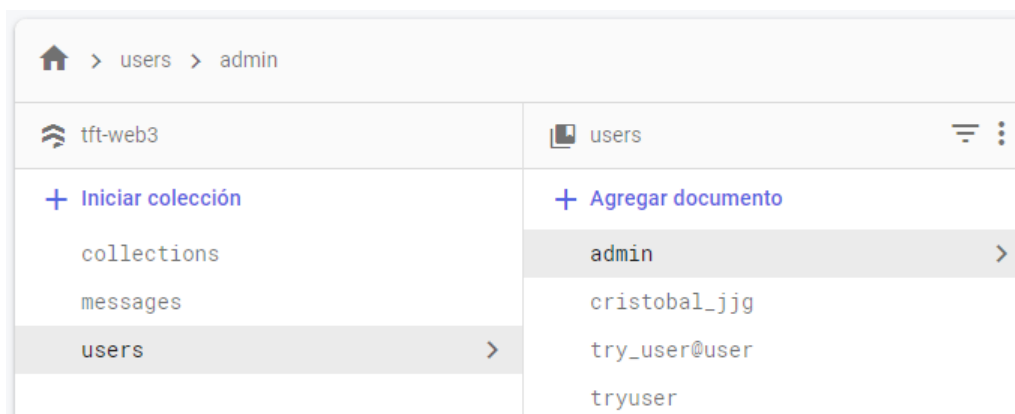 users > admin
tft-web3
users
+ Iniciar colección
+ Agregar documento
collections
admin
messages
cristobal_jjg
users
try_user@user
tryuser